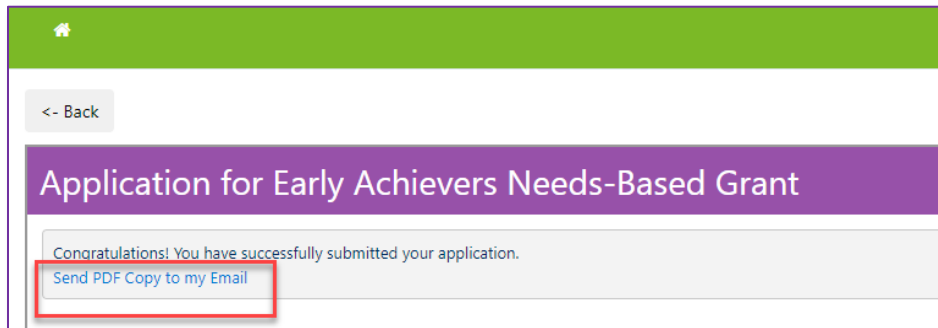 <- Back
Application for Early Achievers Needs-Based Grant
Congratulations! You have successfully submitted your application.
Send PDF Copy to my Email